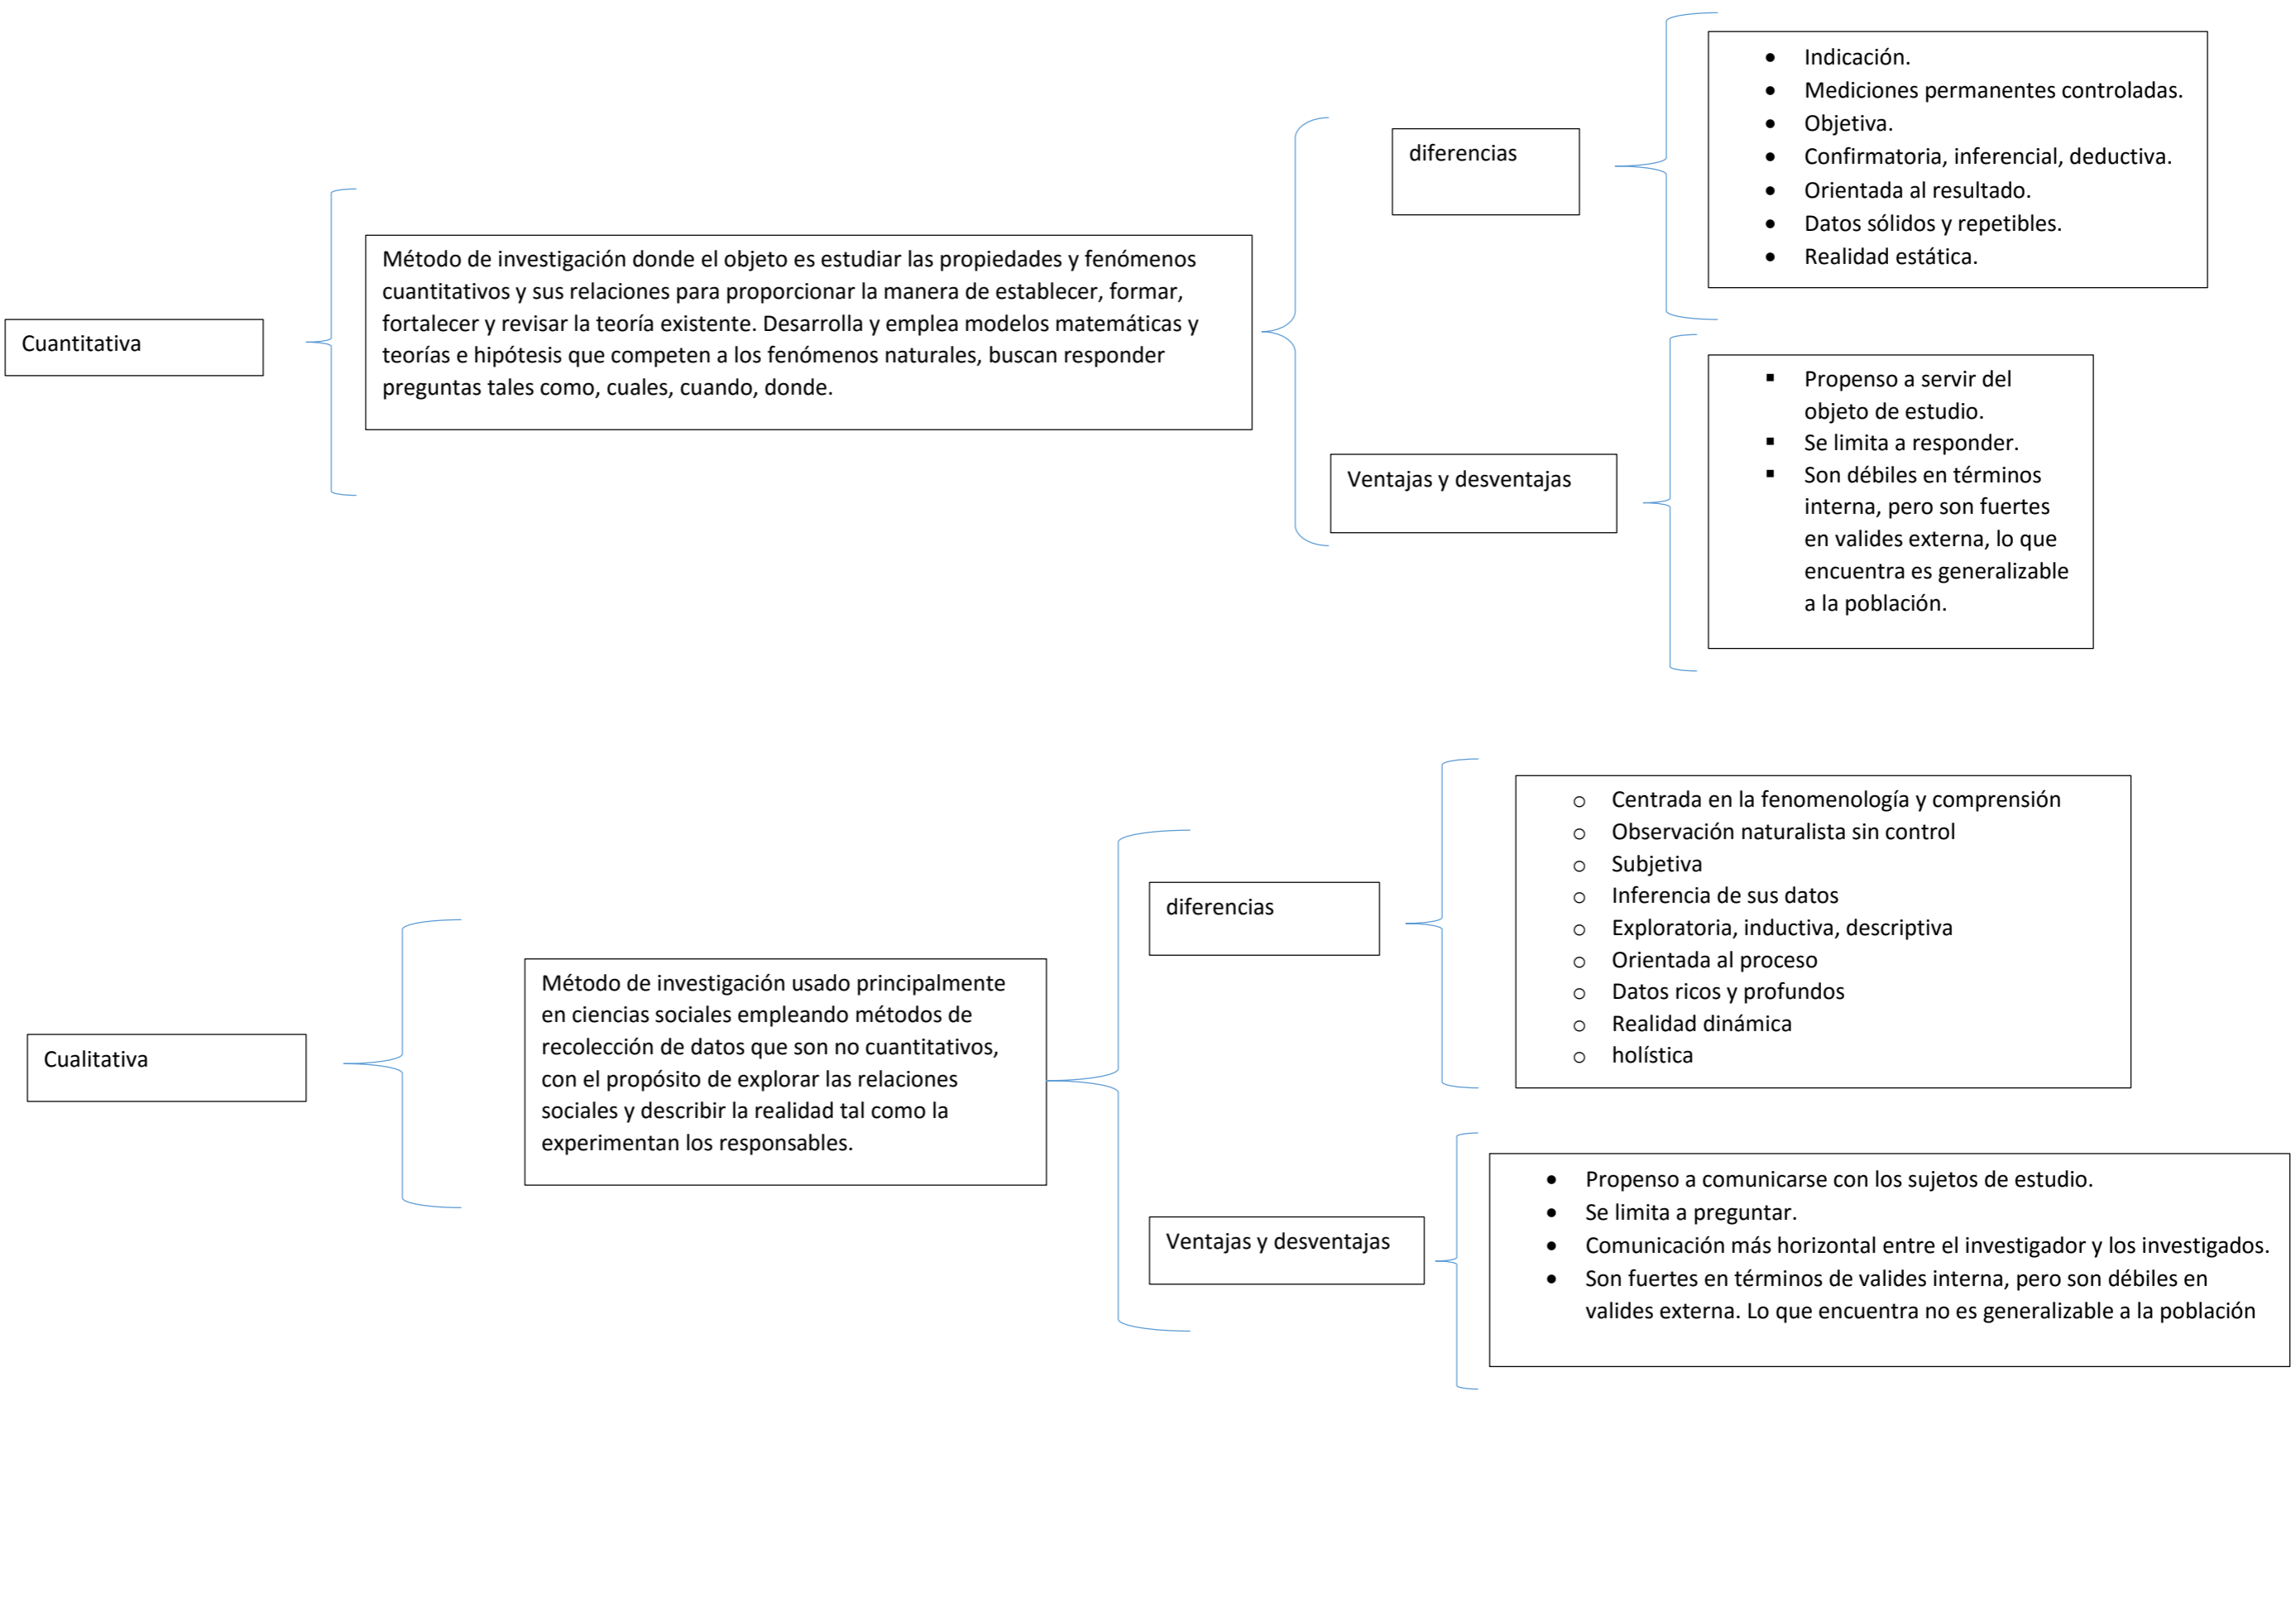 Cuantitativa
Método de investigación donde el objeto es estudiar las propiedades y fenómenos
cuantitativos y sus relaciones para proporcionar la manera de establecer, formar,
fortalecer y revisar la teoría existente. Desarrolla y emplea modelos matemáticas y
teorías e hipótesis que competen a los fenómenos naturales, buscan responder
preguntas tales como, cuales, cuando, donde.
diferencias
• Indicación.
• Mediciones permanentes controladas.
• Objetiva.
• Confirmatoria, inferencial, deductiva.
• Orientada al resultado.
• Datos sólidos y repetibles.
• Realidad estática.
Ventajas y desventajas
▪ Propenso a servir del
objeto de estudio.
▪ Se limita a responder.
▪ Son débiles en términos
interna, pero son fuertes
en valides externa, lo que
encuentra es generalizable
a la población.
Cualitativa
Método de investigación usado principalmente
en ciencias sociales empleando métodos de
recolección de datos que son no cuantitativos,
con el propósito de explorar las relaciones
sociales y describir la realidad tal como la
experimentan los responsables.
diferencias
o Centrada en la fenomenología y comprensión
o Observación naturalista sin control
o Subjetiva
o Inferencia de sus datos
o Exploratoria, inductiva, descriptiva
o Orientada al proceso
o Datos ricos y profundos
o Realidad dinámica
o holística
Ventajas y desventajas
• Propenso a comunicarse con los sujetos de estudio.
• Se limita a preguntar.
• Comunicación más horizontal entre el investigador y los investigados.
• Son fuertes en términos de valides interna, pero son débiles en
valides externa. Lo que encuentra no es generalizable a la población